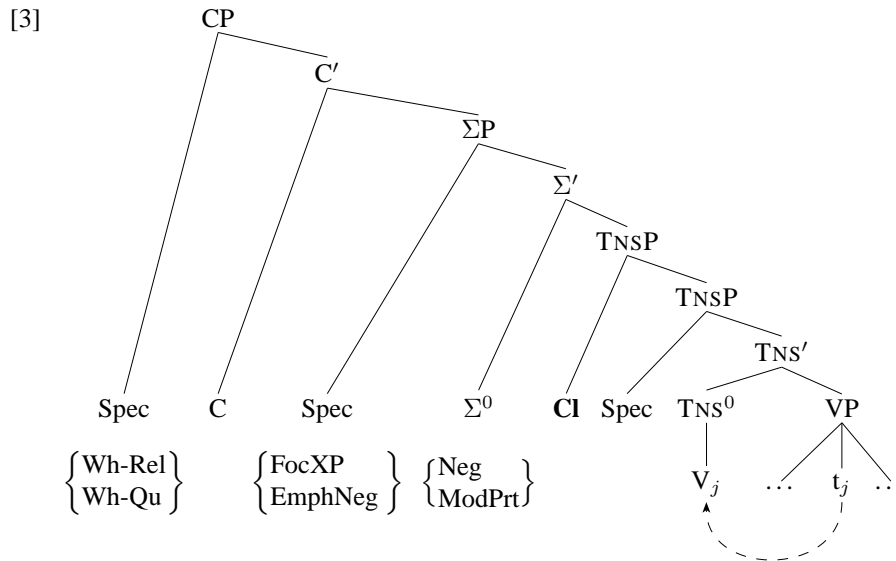 [3]
CP
C′
ΣP
Σ′
TNSP
TNSP
TNS′
Spec C Spec Σ⁰ Cl Spec TNS⁰ VP
{Wh-Rel} {FocXP} {Neg}
{Wh-Qu} {EmphNeg} {ModPrt}
Vⱼ … tⱼ ..